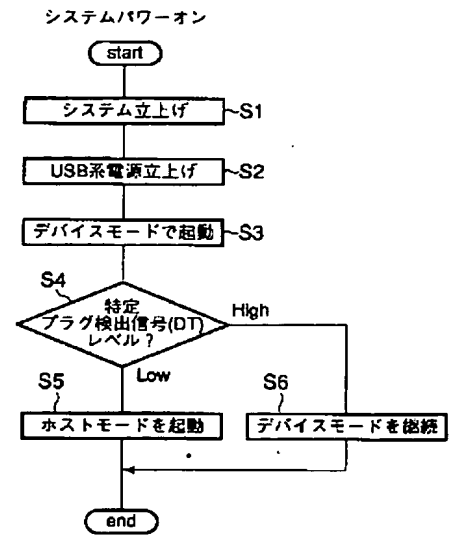 システムパワーオン
start
システム立上げ
S1
USB系電源立上げ
S2
デバイスモードで起動
S3
S4
特定
プラグ検出信号(DT)
レベル?
High
Low
S5
ホストモードを起動
S6
デバイスモードを継続
end